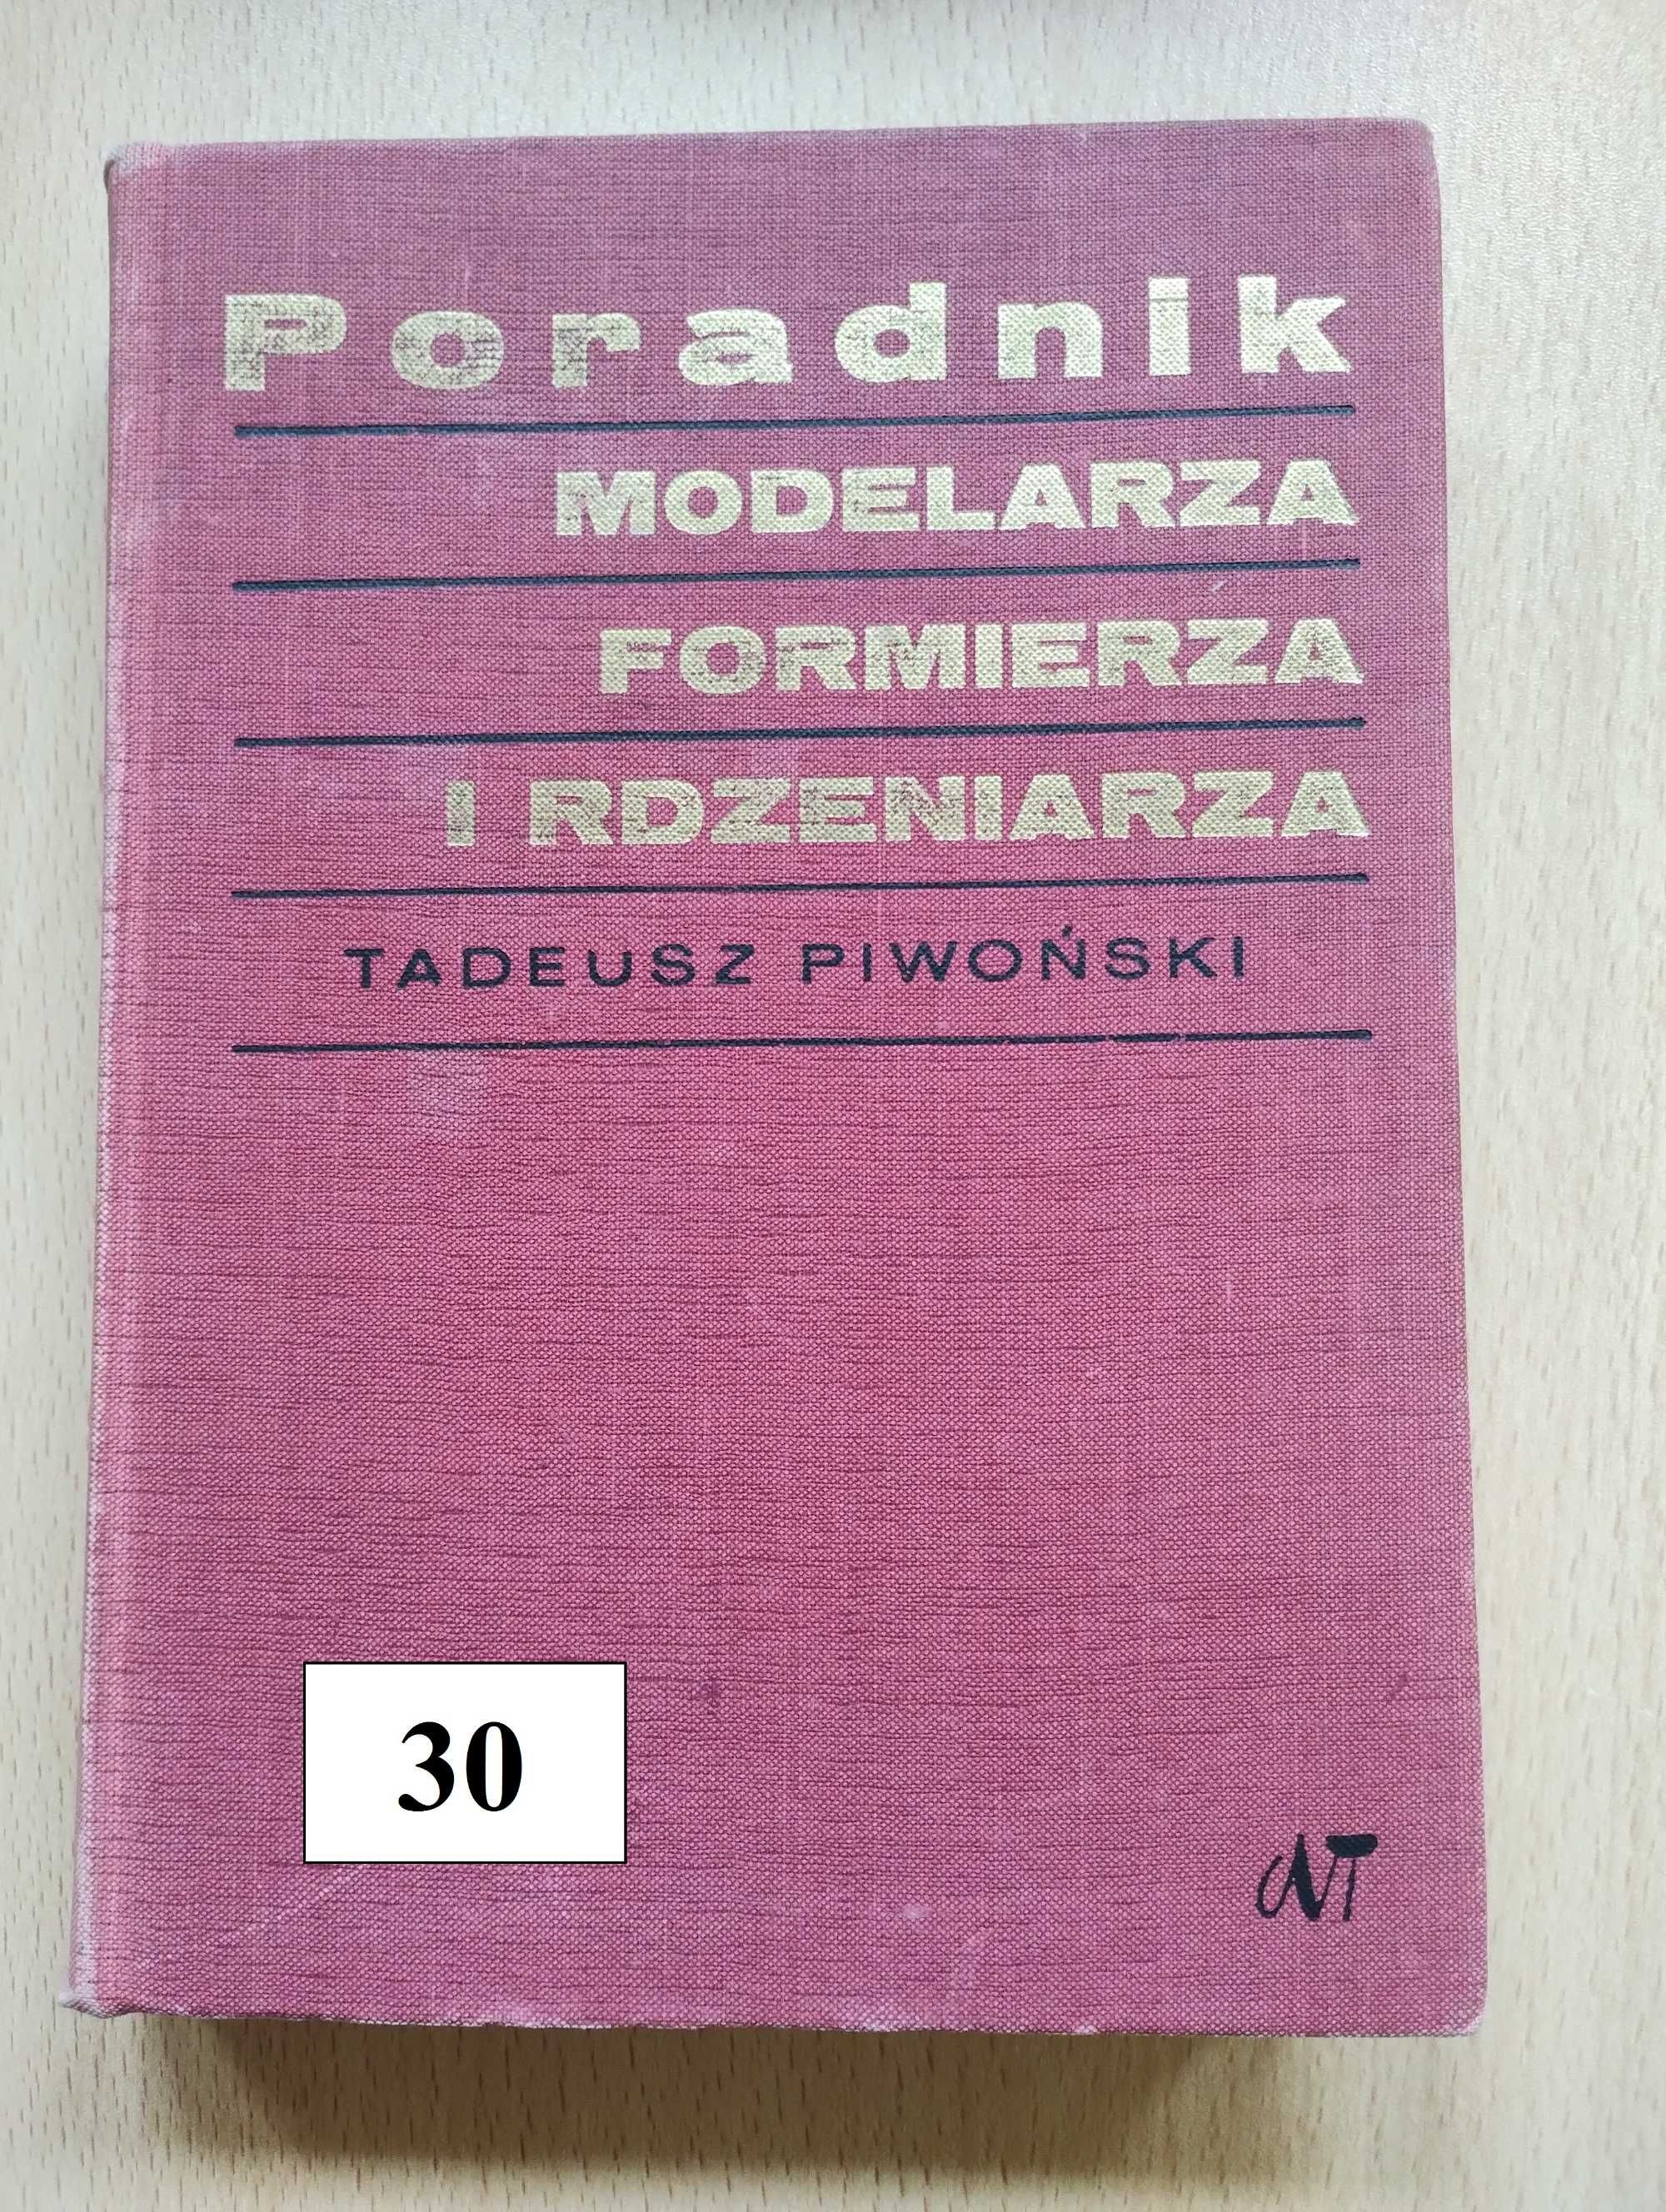 Poradnik
MODELARZA
FORMIERZA
I RDZENIARZA
TADEUSZ PIWOŃSKI
30
WNT